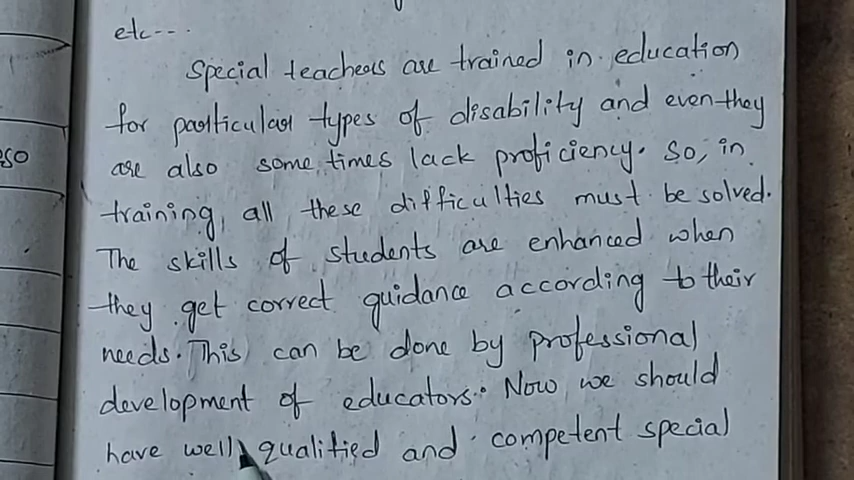 etc---
Special teachers are trained in education
for particular types of disability and even they
are also some times lack proficiency. So, in
training, all these difficulties must be solved.
The skills of students are enhanced when
they get correct guidance according to their
needs. This can be done by professional
development of educators. Now, we should
have well qualified and competent special